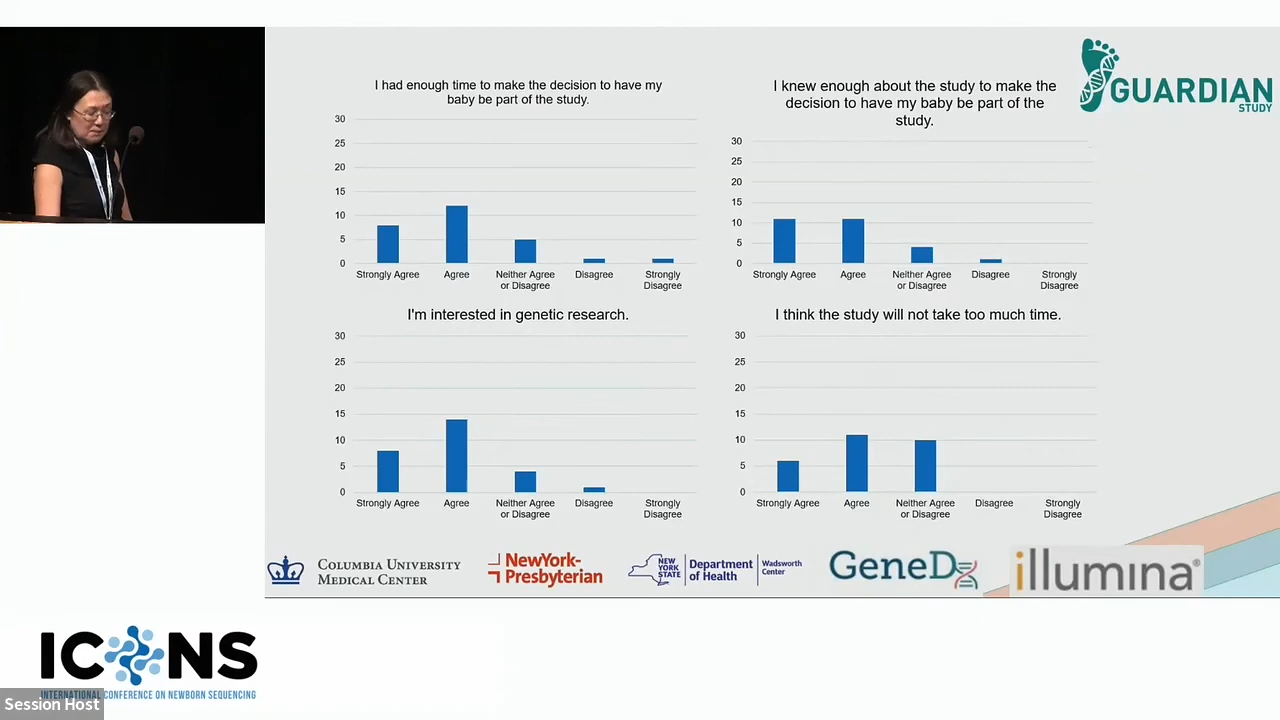 I had enough time to make the decision to have my
baby be part of the study.
30
25
20
15
10
5
0
Strongly Agree
Agree
Neither Agree
or Disagree
Disagree
Strongly
Disagree
I knew enough about the study to make the
decision to have my baby be part of the
study.
30
25
20
15
10
5
0
Strongly Agree
Agree
Neither Agree
or Disagree
Disagree
Strongly
Disagree
GUARDIAN
STUDY
I'm interested in genetic research.
30
25
20
15
10
5
0
Strongly Agree
Agree
Neither Agree
or Disagree
Disagree
Strongly
Disagree
I think the study will not take too much time.
30
25
20
15
10
5
0
Strongly Agree
Agree
Neither Agree
or Disagree
Disagree
Strongly
Disagree
COLUMBIA UNIVERSITY
MEDICAL CENTER
NewYork-
Presbyterian
NEW
YORK
STATE
Department
of Health
Wadsworth
Center
GeneDx
illumina®
ICONS
INTERNATIONAL CONFERENCE ON NEWBORN SEQUENCING
Session Host